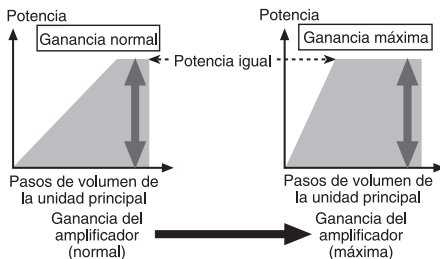 Potencia
Ganancia normal
Potencia igual
Pasos de volumen de
la unidad principal
Ganancia del
amplificador
(normal)
Potencia
Ganancia máxima
Pasos de volumen de
la unidad principal
Ganancia del
amplificador
(máxima)